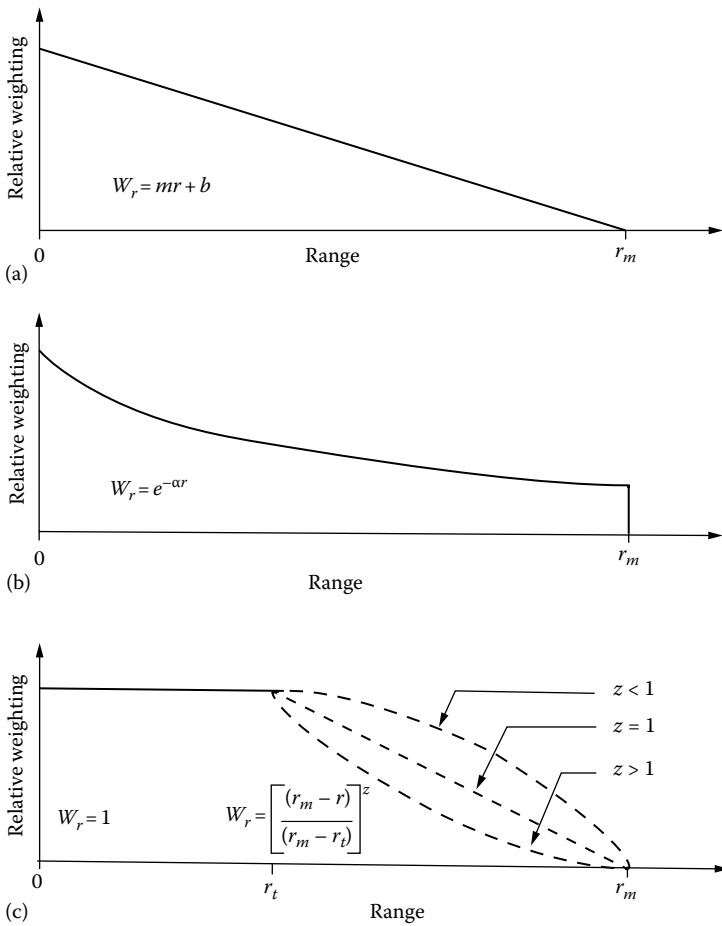 Relative weighting
W_r = mr + b
0
Range
r_m
(a)
Relative weighting
W_r = e^{−αr}
0
r_m
Range
(b)
Relative weighting
z < 1
z = 1
z > 1
W_r = 1
W_r = [(r_m − r) / (r_m − r_t)]^z
0
r_t
r_m
Range
(c)